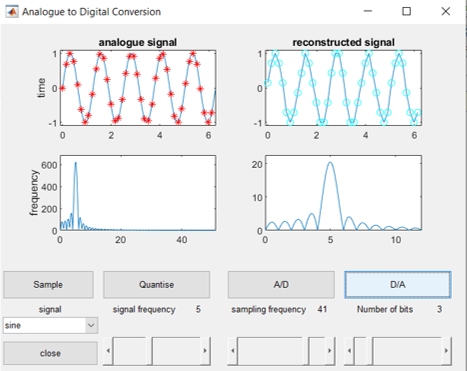 Analogue to Digital Conversion
analogue signal
reconstructed signal
time
1
0
-1
0 2 4 6
1
0
-1
0 2 4 6
frequency
600
400
200
0
0 20 40
20
10
0
0 5 10
Sample
Quantise
A/D
D/A
signal
signal frequency 5
sampling frequency 41
Number of bits 3
sine
close